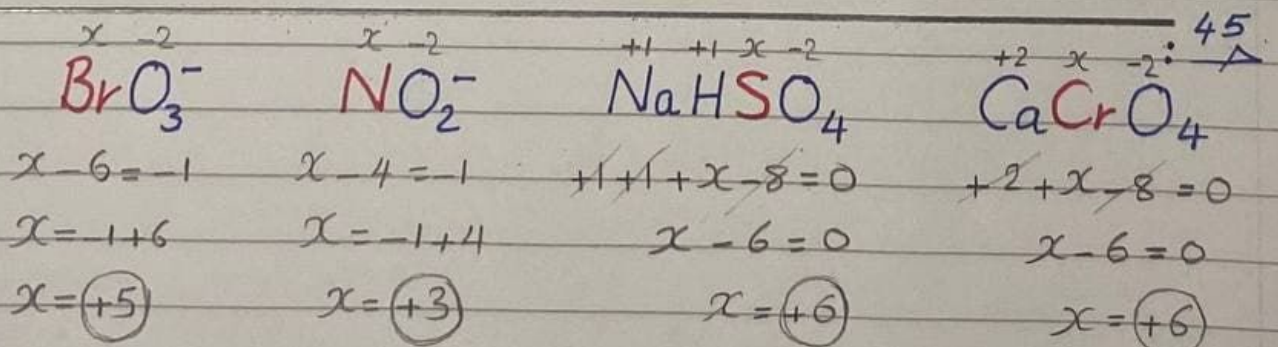 45
x -2 x -2 +1 +1 x -2 +2 x -2
BrO₃⁻ NO₂⁻ NaHSO₄ CaCrO₄
x-6=-1 x-4=-1 +1+1+x-8=0 +2+x-8=0
x=-1+6 x=-1+4 x-6=0 x-6=0
x=+5 x=+3 x=+6 x=+6